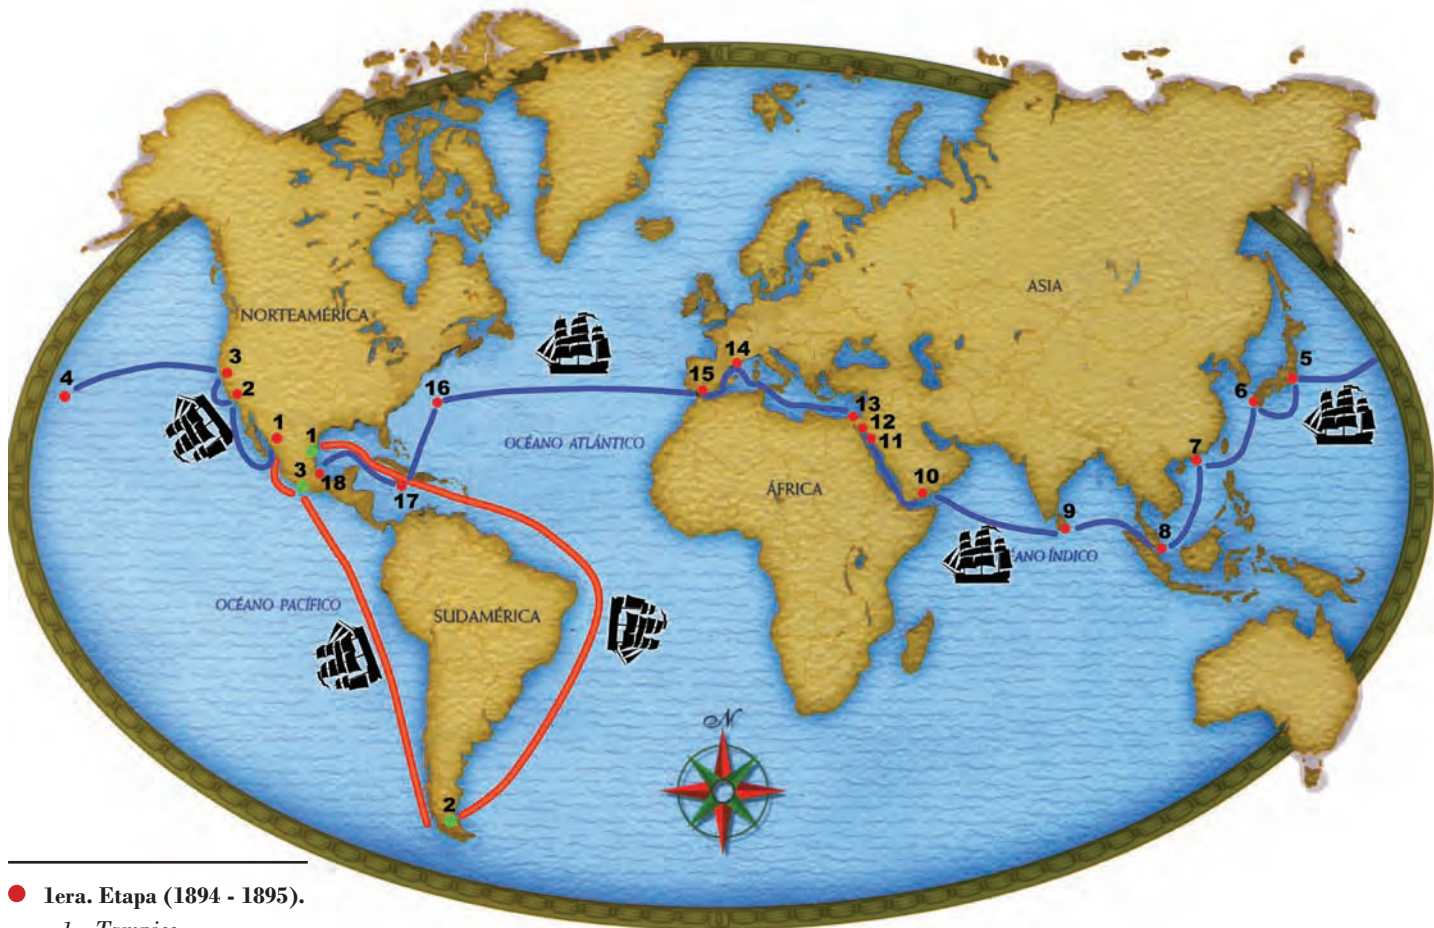 N
NORTEAMÉRICA
ASIA
OCÉANO ATLÁNTICO
ÁFRICA
ANO ÍNDICO
OCÉANO PACÍFICO
SUDAMÉRICA
3
2
4
1
1
3
18
17
16
15
14
13
12
11
10
9
8
7
6
5
2
1era. Etapa (1894 - 1895).